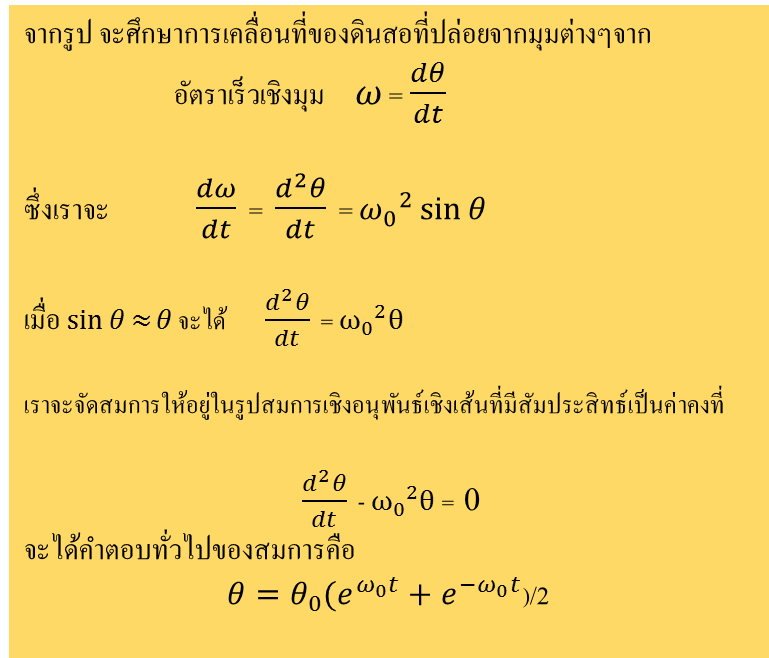 จากรูป จะศึกษาการเคลื่อนที่ของดินสอที่ปล่อยจากมุมต่างๆจาก
อัตราเร็วเชิงมุม ω = dθ/dt
ซึ่งเราจะ dω/dt = d²θ/dt = ω₀² sin θ
เมื่อ sin θ ≈ θ จะได้ d²θ/dt = ω₀²θ
เราจะจัดสมการให้อยู่ในรูปสมการเชิงอนุพันธ์เชิงเส้นที่มีสัมประสิทธ์เป็นค่าคงที่
d²θ/dt - ω₀²θ = 0
จะได้คำตอบทั่วไปของสมการคือ
θ = θ₀(e^{ω₀t} + e^{−ω₀t})/2